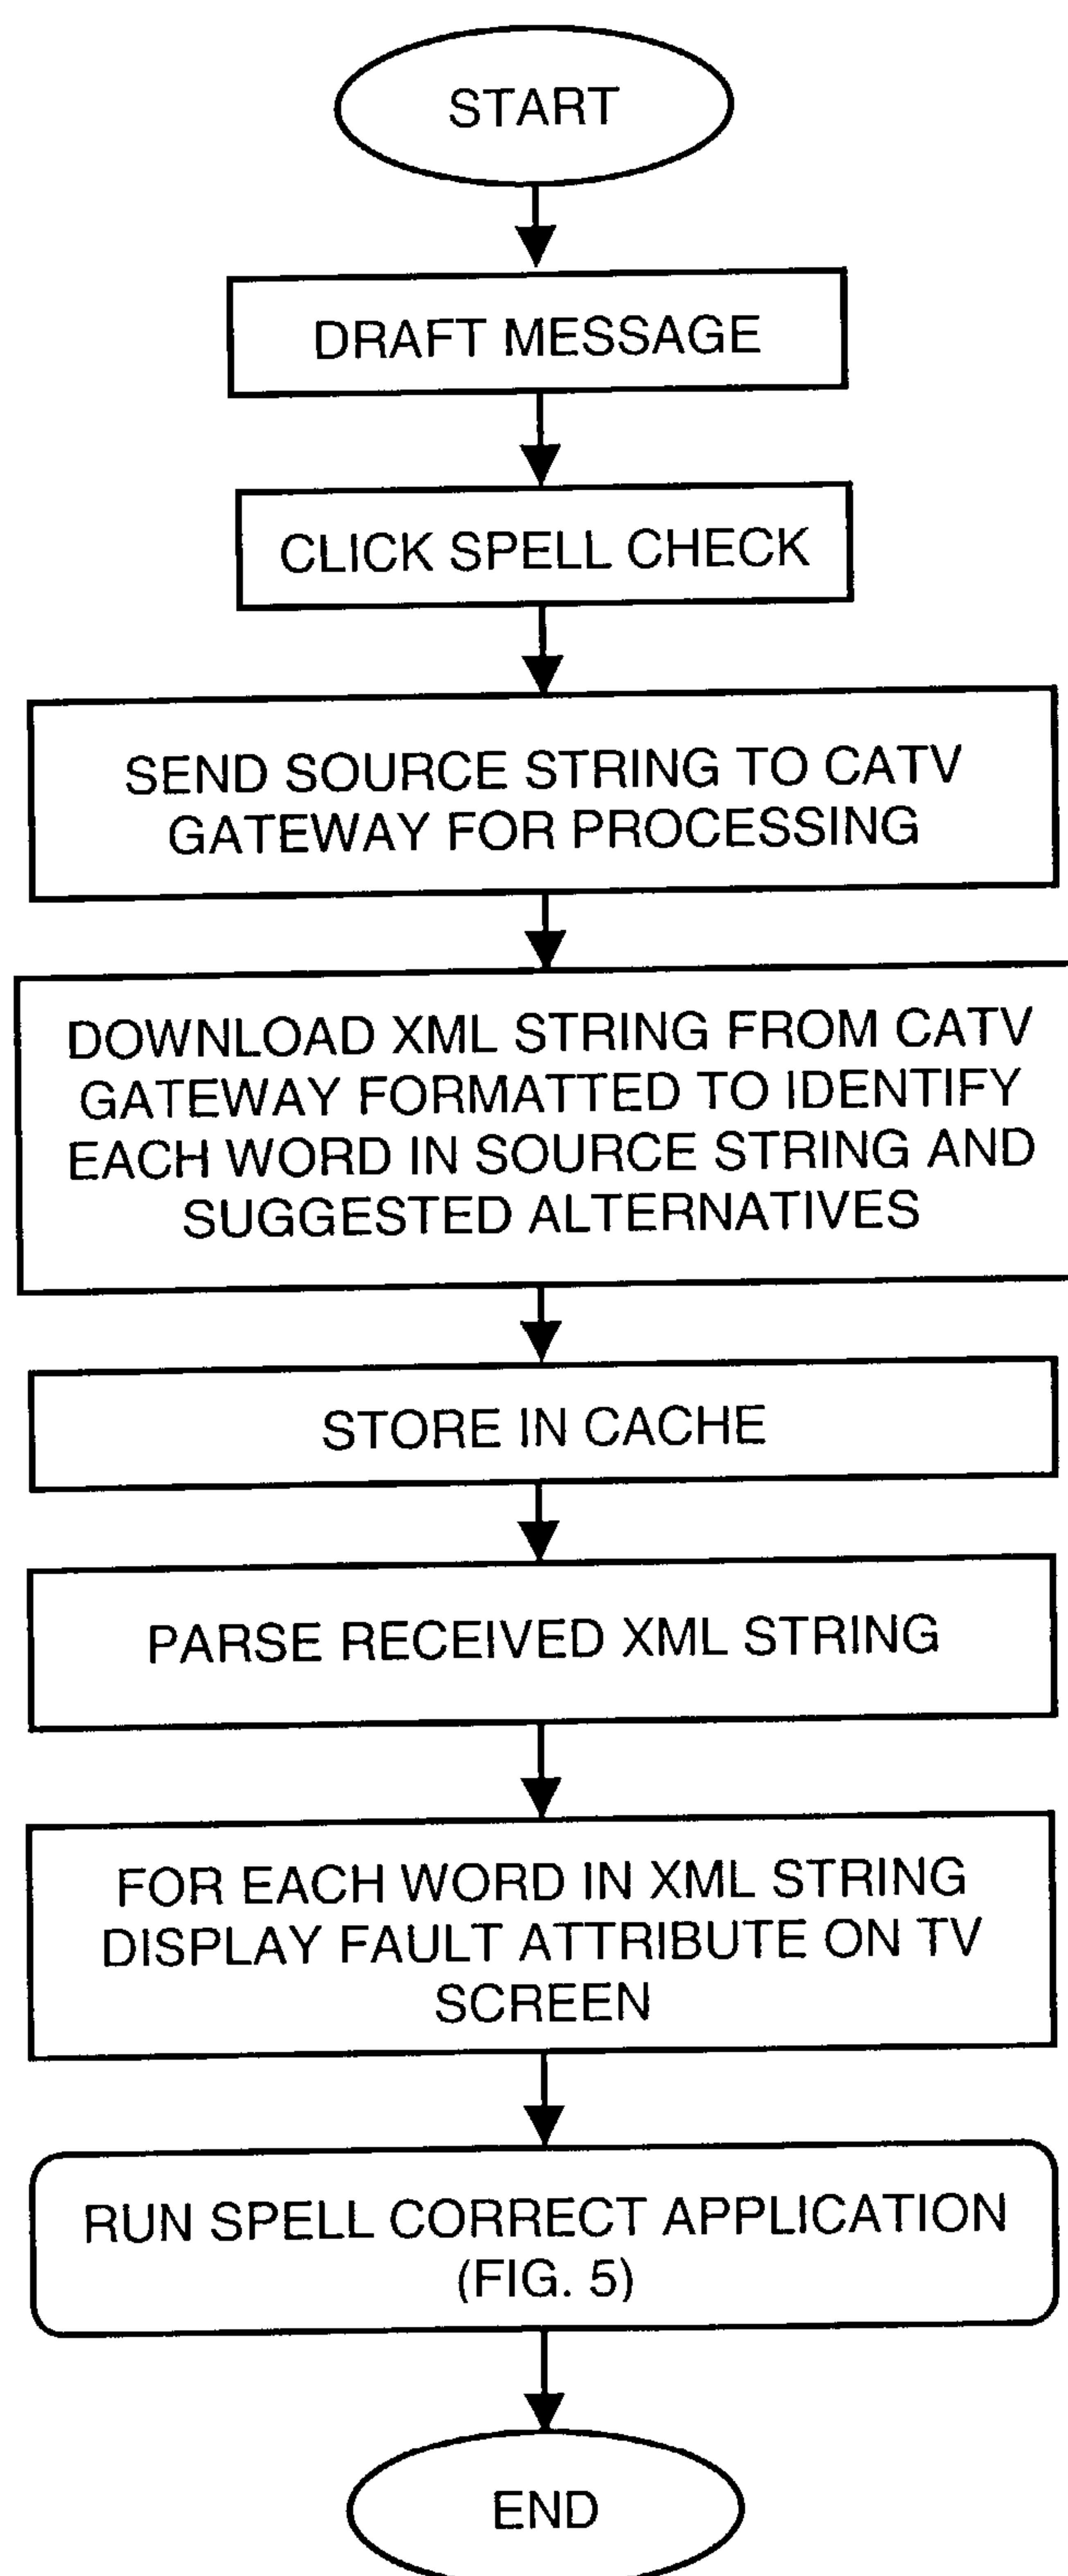 START
DRAFT MESSAGE
CLICK SPELL CHECK
SEND SOURCE STRING TO CATV
GATEWAY FOR PROCESSING
DOWNLOAD XML STRING FROM CATV
GATEWAY FORMATTED TO IDENTIFY
EACH WORD IN SOURCE STRING AND
SUGGESTED ALTERNATIVES
STORE IN CACHE
PARSE RECEIVED XML STRING
FOR EACH WORD IN XML STRING
DISPLAY FAULT ATTRIBUTE ON TV
SCREEN
RUN SPELL CORRECT APPLICATION
(FIG. 5)
END